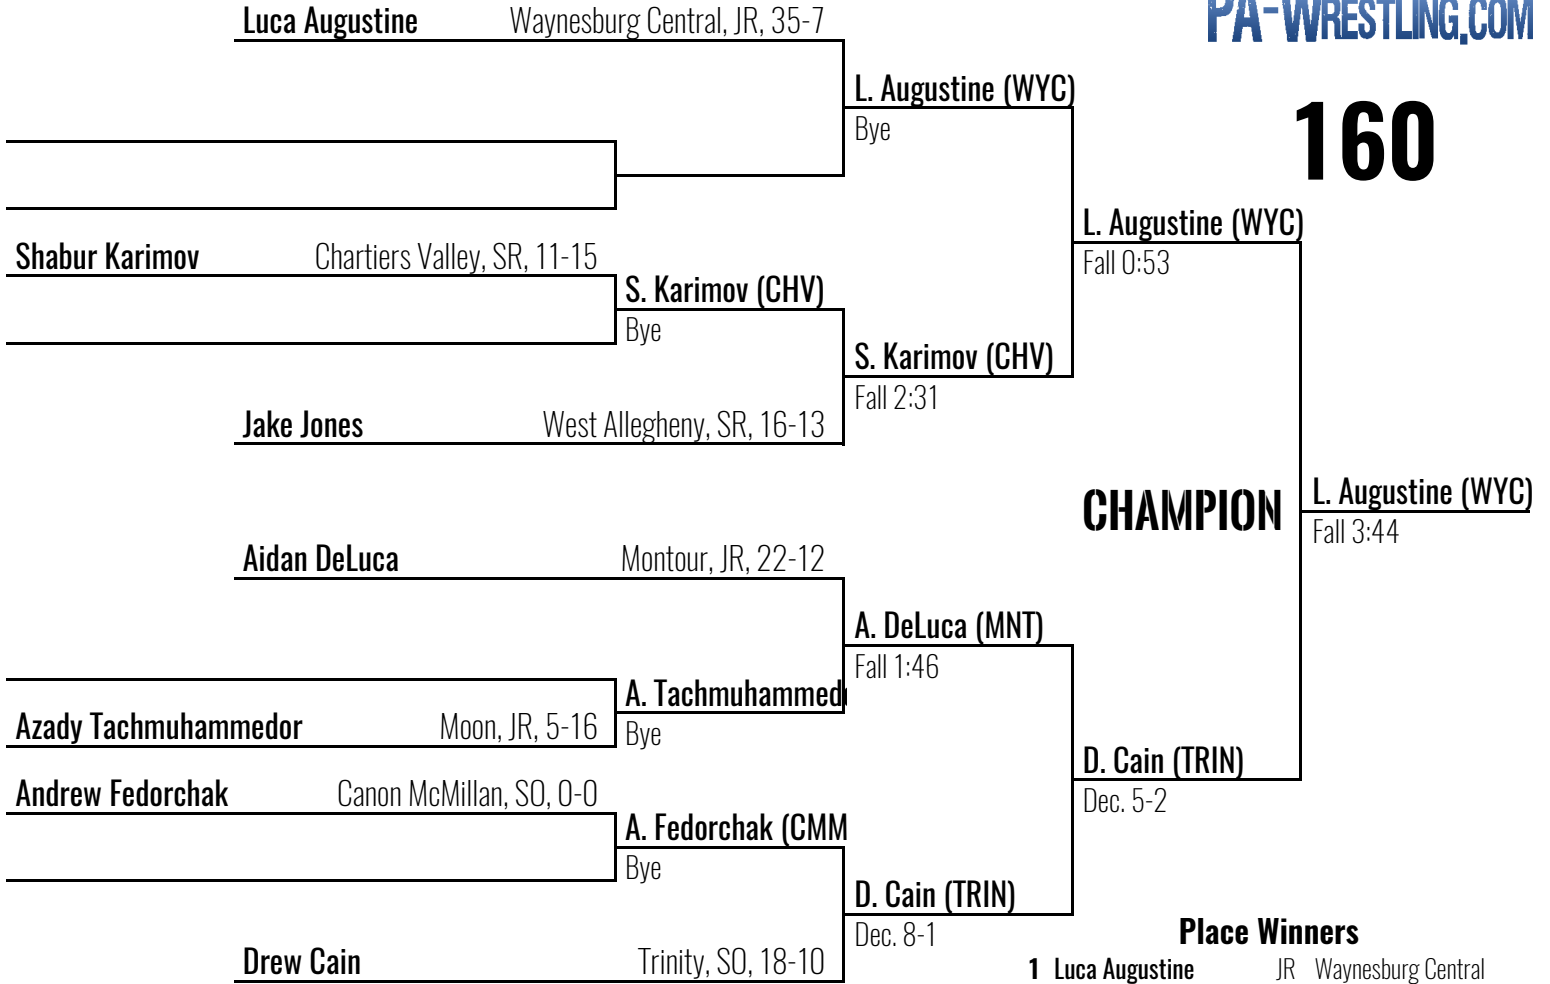 Luca Augustine Waynesburg Central, JR, 35-7
PA-WRESTLING.COM
L. Augustine (WYC)
Bye
160
L. Augustine (WYC)
Fall 0:53
Shabur Karimov Chartiers Valley, SR, 11-15
S. Karimov (CHV)
Bye
S. Karimov (CHV)
Fall 2:31
Jake Jones West Allegheny, SR, 16-13
CHAMPION
L. Augustine (WYC)
Fall 3:44
Aidan DeLuca Montour, JR, 22-12
A. DeLuca (MNT)
Fall 1:46
A. Tachmuhammed
Azady Tachmuhammedor Moon, JR, 5-16
Bye
D. Cain (TRIN)
Dec. 5-2
Andrew Fedorchak Canon McMillan, SO, 0-0
A. Fedorchak (CMM
Bye
D. Cain (TRIN)
Dec. 8-1
Drew Cain Trinity, SO, 18-10
Place Winners
1 Luca Augustine JR Waynesburg Central